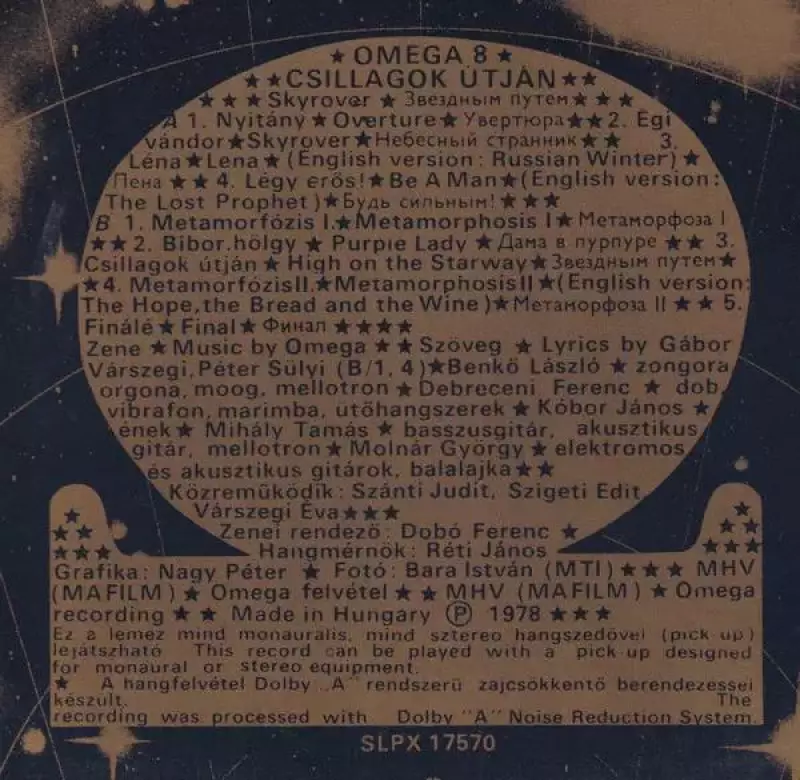 ★ OMEGA 8 ★
★ ★ CSILLAGOK ÚTJÁN ★ ★
★ ★ ★ Skyrover ★ Звездным путем ★ ★ ★
A 1. Nyitány ★ Overture ★ Увертюра ★ ★ 2. Égi
vándor ★ Skyrover ★ Небесный странник ★ ★ 3.
Léna ★ Lena ★ (English version: Russian Winter) ★
Лена ★ ★ 4. Légy erős! ★ Be A Man ★ (English version:
The Lost Prophet) ★ Будь сильным! ★ ★ ★
B 1. Metamorfózis I. ★ Metamorphosis I ★ Метаморфоза I
★ ★ 2. Bíbor hölgy ★ Purple Lady ★ Дама в пурпуре ★ ★ 3.
Csillagok útján ★ High on the Starway ★ Звездным путем ★
★ 4. Metamorfózis II. ★ Metamorphosis II ★ (English version:
The Hope, the Bread and the Wine) ★ Метаморфоза II ★ ★ 5.
Finálé ★ Final ★ Финал ★ ★ ★ ★
Zene ★ Music by Omega ★ ★ Szöveg ★ Lyrics by Gábor
Várszegi, Péter Sülyi (B/1, 4) ★ Benkő László ★ zongora
orgona, moog, mellotron ★ Debreceni Ferenc ★ dob,
vibrafon, marimba, ütőhangszerek ★ Kóbor János ★
ének ★ Mihály Tamás ★ basszusgitár, akusztikus
gitár, mellotron ★ Molnár György ★ elektromos
és akusztikus gitárok, balalajka ★ ★
Közreműködik: Szánti Judit, Szigeti Edit,
Várszegi Éva ★ ★ ★
Zenei rendező: Dobó Ferenc ★
Hangmérnök: Réti János
Grafika: Nagy Péter ★ Fotó: Bara István (MTI) ★ ★ ★ MHV
(MAFILM) ★ Omega felvétel ★ ★ MHV (MAFILM) ★ Omega
recording ★ ★ Made in Hungary Ⓟ 1978 ★ ★ ★
Ez a lemez mind monaurális, mind sztereo hangszedővel (pick-up)
lejátszható This record can be played with a pick-up designed
for monaural or stereo equipment.
★ A hangfelvétel Dolby „A" rendszerű zajcsökkentő berendezéssel
készült. The
recording was processed with Dolby "A" Noise Reduction System.
SLPX 17570